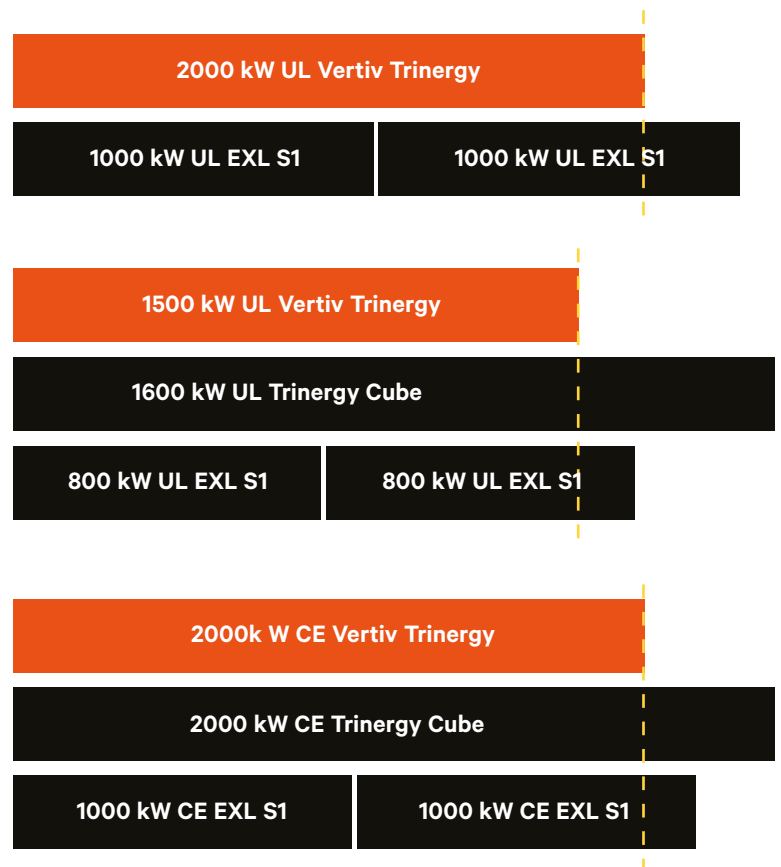 2000 kW UL Vertiv Trinergy
1000 kW UL EXL S1
1000 kW UL EXL S1
1500 kW UL Vertiv Trinergy
1600 kW UL Trinergy Cube
800 kW UL EXL S1
800 kW UL EXL S1
2000k W CE Vertiv Trinergy
2000 kW CE Trinergy Cube
1000 kW CE EXL S1
1000 kW CE EXL S1